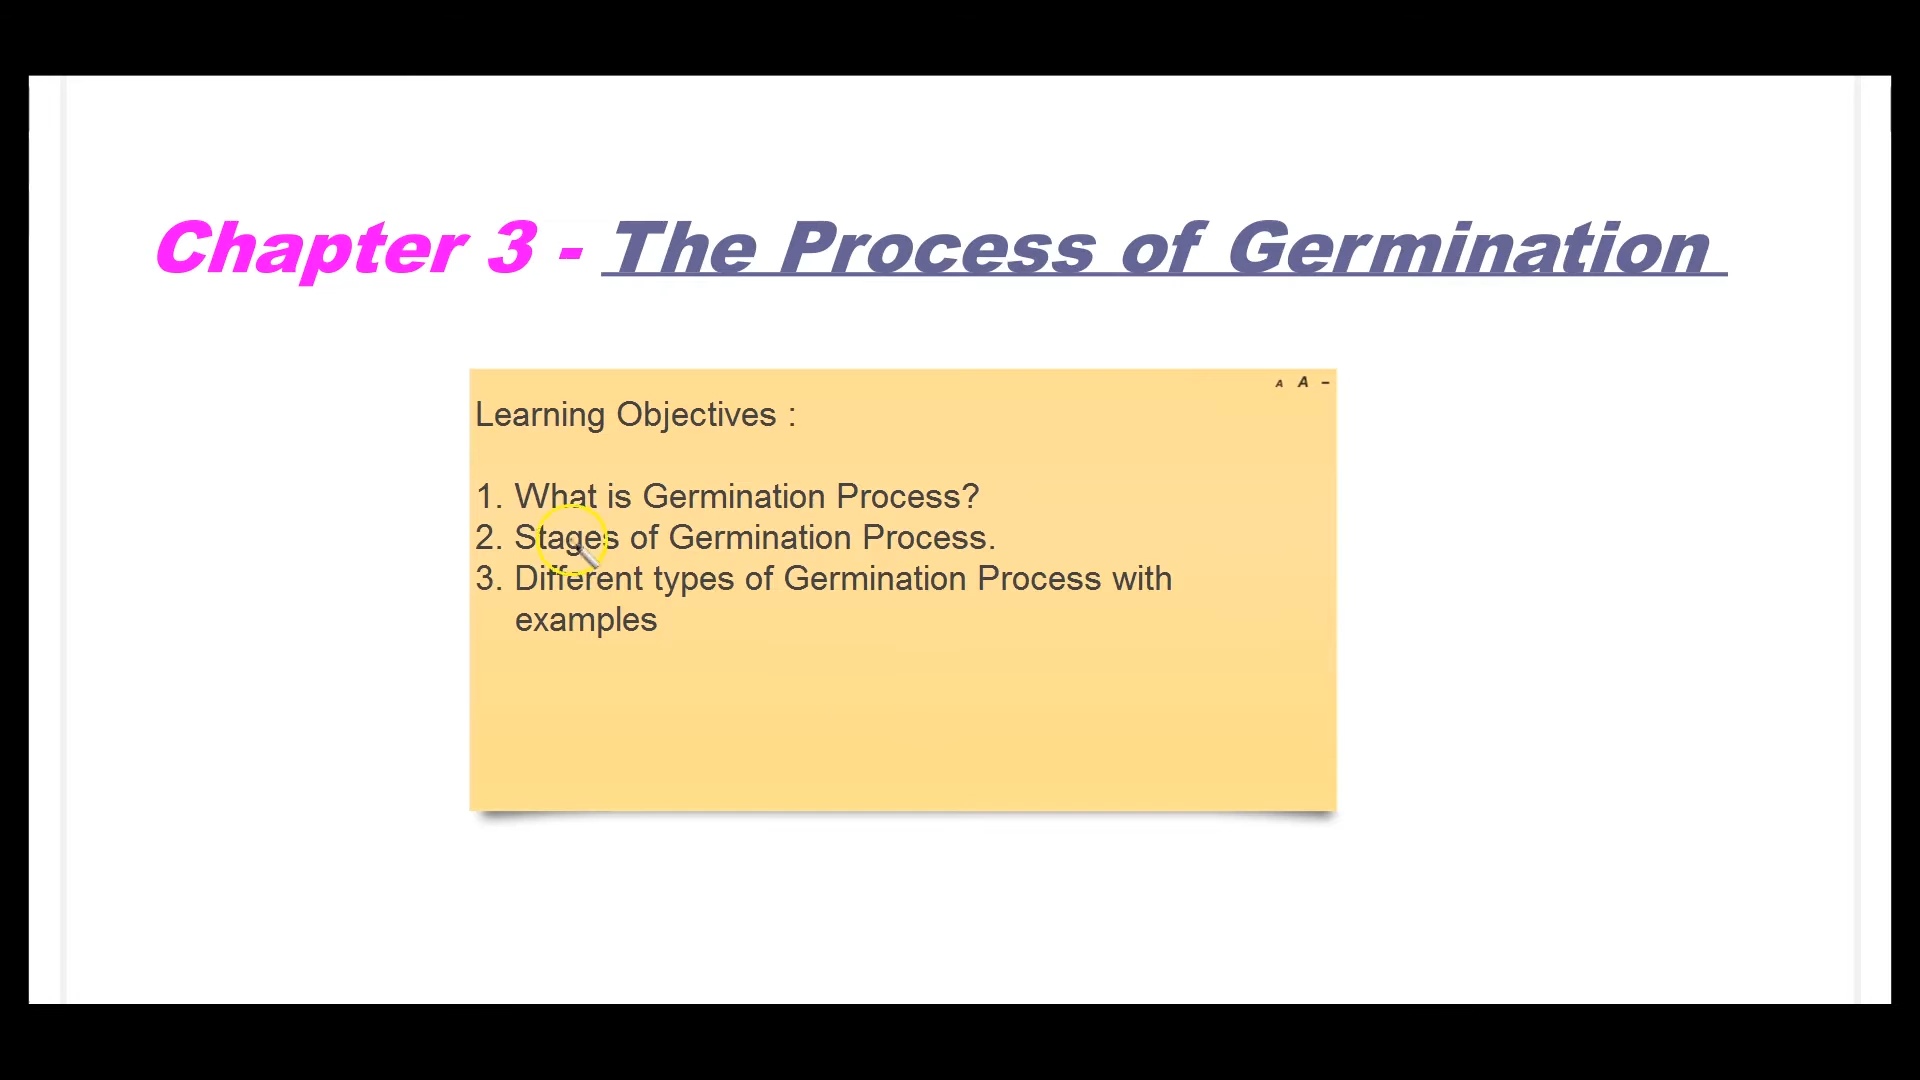 Chapter 3 - The Process of Germination
A A –
Learning Objectives :
1. What is Germination Process?
2. Stages of Germination Process.
3. Different types of Germination Process with
examples